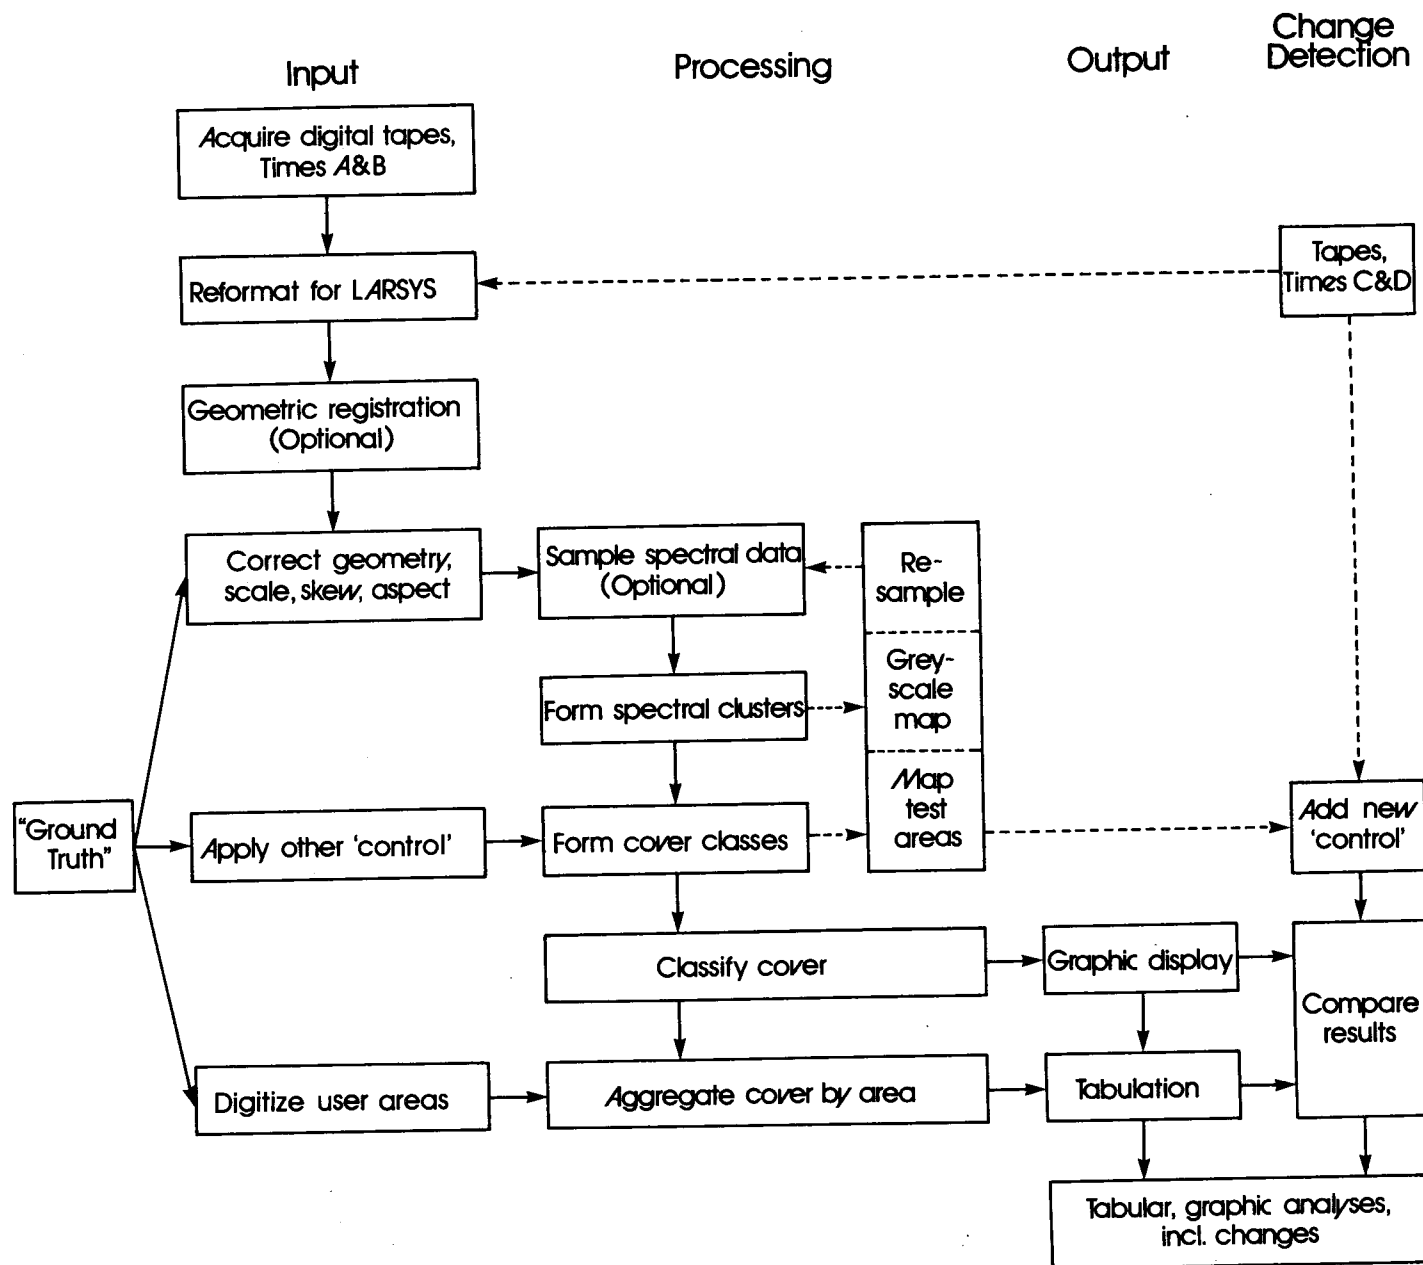 Input
Processing
Output
Change
Detection
Acquire digital tapes,
Times A&B
Reformat for LARSYS
Tapes,
Times C&D
Geometric registration
(Optional)
Correct geometry,
scale, skew, aspect
Sample spectral data
(Optional)
Re-
sample
Form spectral clusters
Grey-
scale
map
"Ground
Truth"
Apply other 'control'
Form cover classes
Map
test
areas
Add new
'control'
Classify cover
Graphic display
Compare
results
Digitize user areas
Aggregate cover by area
Tabulation
Tabular, graphic analyses,
incl. changes